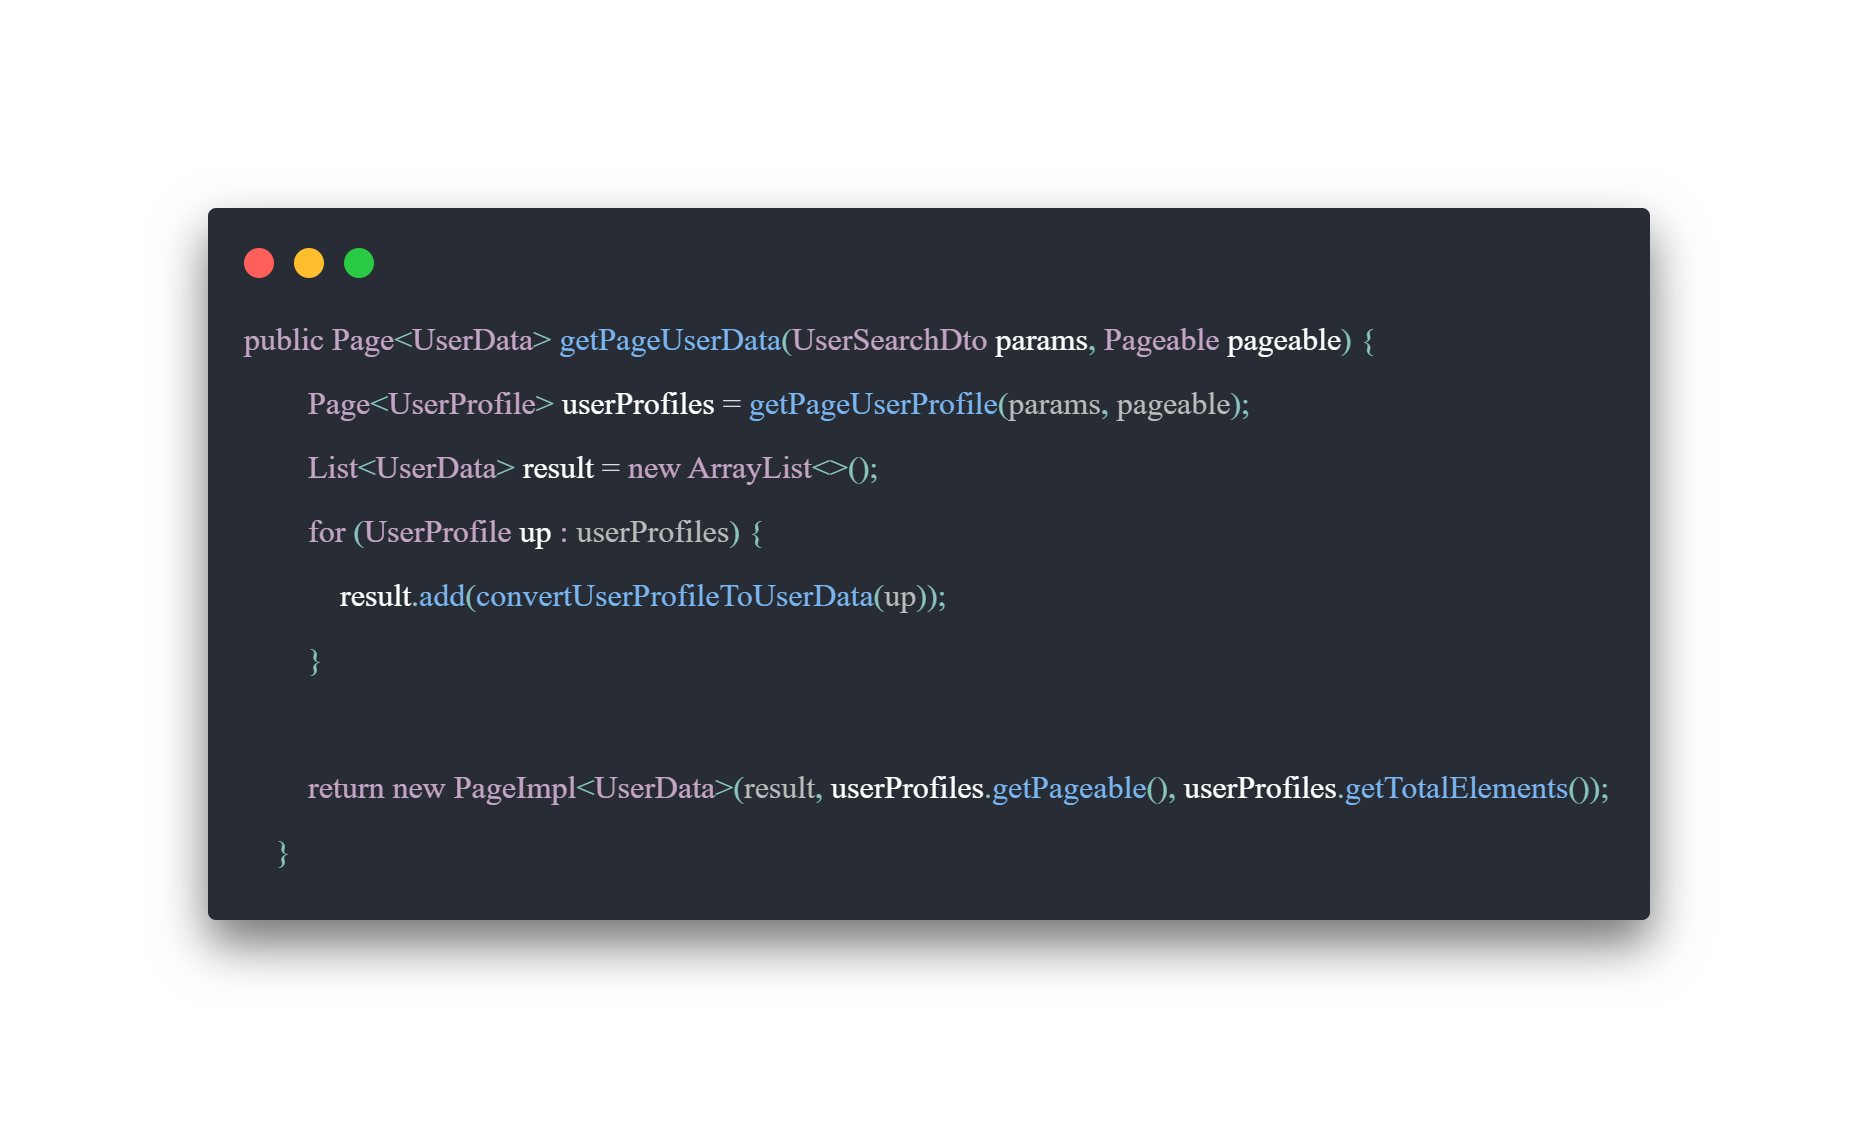 public Page<UserData> getPageUserData(UserSearchDto params, Pageable pageable) {
Page<UserProfile> userProfiles = getPageUserProfile(params, pageable);
List<UserData> result = new ArrayList<>();
for (UserProfile up : userProfiles) {
result.add(convertUserProfileToUserData(up));
}
return new PageImpl<UserData>(result, userProfiles.getPageable(), userProfiles.getTotalElements());
}